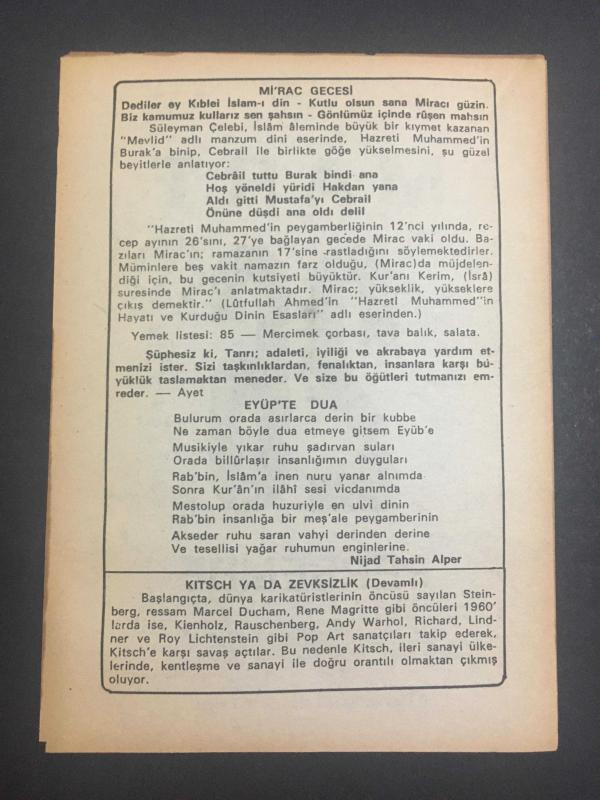 Mİ'RAC GECESİ
Dediler ey Kıblei İslam-ı din - Kutlu olsun sana Miracı güzin.
Biz kamumuz kullarız sen şahsın - Gönlümüz içinde rûşen mahsın
Süleyman Çelebi, İslâm âleminde büyük bir kıymet kazanan
"Mevlid" adlı manzum dini eserinde, Hazreti Muhammed'in
Burak'a binip, Cebrail ile birlikte göğe yükselmesini, şu güzel
beyitlerle anlatıyor:
Cebrâil tuttu Burak bindi ana
Hoş yöneldi yüridi Hakdan yana
Aldı gitti Mustafa'yı Cebrail
Önüne düşdi ana oldı delil
"Hazreti Muhammed'in peygamberliğinin 12'nci yılında, re-
cep ayının 26'sını, 27'ye bağlayan gecede Mirac vaki oldu. Ba-
zıları Mirac'ın; ramazanın 17'sine rastladığını söylemektedirler.
Müminlere beş vakit namazın farz olduğu, (Mirac)da müjdelen-
diği için, bu gecenin kutsiyeti büyüktür. Kur'anı Kerim, (İsrâ)
suresinde Mirac'ı anlatmaktadır. Mirac; yükseklik, yükseklere
çıkış demektir." (Lûtfullah Ahmed'in "Hazreti Muhammed"in
Hayatı ve Kurduğu Dinin Esasları" adlı eserinden.)
Yemek listesi: 85 — Mercimek çorbası, tava balık, salata.
Şüphesiz ki, Tanrı; adaleti, iyiliği ve akrabaya yardım et-
menizi ister. Sizi taşkınlıklardan, fenalıktan, insanlara karşı bü-
yüklük taslamaktan meneder. Ve size bu öğütleri tutmanızı em-
reder. — Ayet
EYÜP'TE DUA
Bulurum orada asırlarca derin bir kubbe
Ne zaman böyle dua etmeye gitsem Eyüb'e
Musikiyle yıkar ruhu şadırvan suları
Orada billûrlaşır insanlığımın duyguları
Rab'bin, İslâm'a inen nuru yanar alnımda
Sonra Kur'ân'ın ilâhî sesi vicdanımda
Mestolup orada huzuriyle en ulvi dinin
Rab'bin insanlığa bir meş'ale peygamberinin
Akseder ruhu saran vahyi derinden derine
Ve tesellisi yağar ruhumun enginlerine.
Nijad Tahsin Alper
KITSCH YA DA ZEVKSİZLİK (Devamlı)
Başlangıçta, dünya karikatüristlerinin öncüsü sayılan Stein-
berg, ressam Marcel Ducham, Rene Magritte gibi öncüleri 1960'
larda ise, Kienholz, Rauschenberg, Andy Warhol, Richard, Lind-
ner ve Roy Lichtenstein gibi Pop Art sanatçıları takip ederek,
Kitsch'e karşı savaş açtılar. Bu nedenle Kitsch, ileri sanayi ülke-
lerinde, kentleşme ve sanayi ile doğru orantılı olmaktan çıkmış
oluyor.